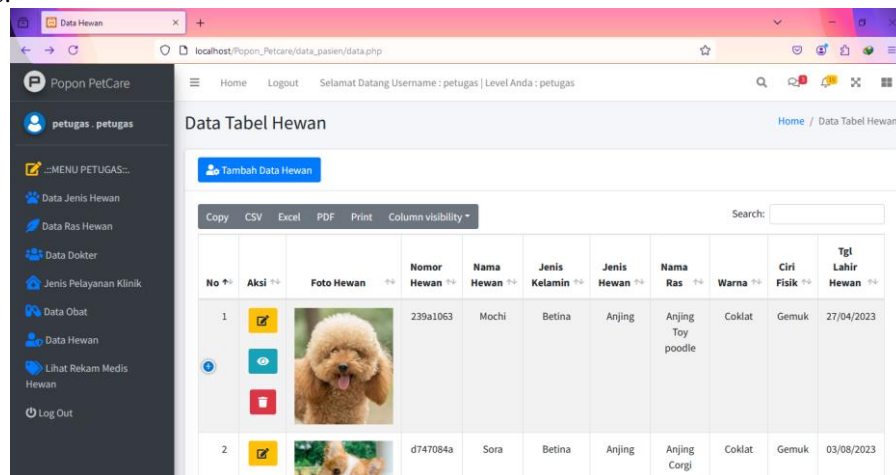 Data Hewan
localhost/Popon_Petcare/data_pasien/data.php
Popon PetCare
Home Logout Selamat Datang Username : petugas | Level Anda : petugas
petugas . petugas
Data Tabel Hewan
Home / Data Tabel Hewan
.::MENU PETUGAS::.
Tambah Data Hewan
Data Jenis Hewan
Data Ras Hewan
Data Dokter
Jenis Pelayanan Klinik
Data Obat
Data Hewan
Lihat Rekam Medis
Hewan
Log Out
Copy CSV Excel PDF Print Column visibility
Search:
No Aksi Foto Hewan Nomor Hewan Nama Hewan Jenis Kelamin Jenis Hewan Nama Ras Warna Ciri Fisik Tgl Lahir Hewan
1 239a1063 Mochi Betina Anjing Anjing Toy poodle Coklat Gemuk 27/04/2023
2 d747084a Sora Betina Anjing Anjing Corgi Coklat Gemuk 03/08/2023